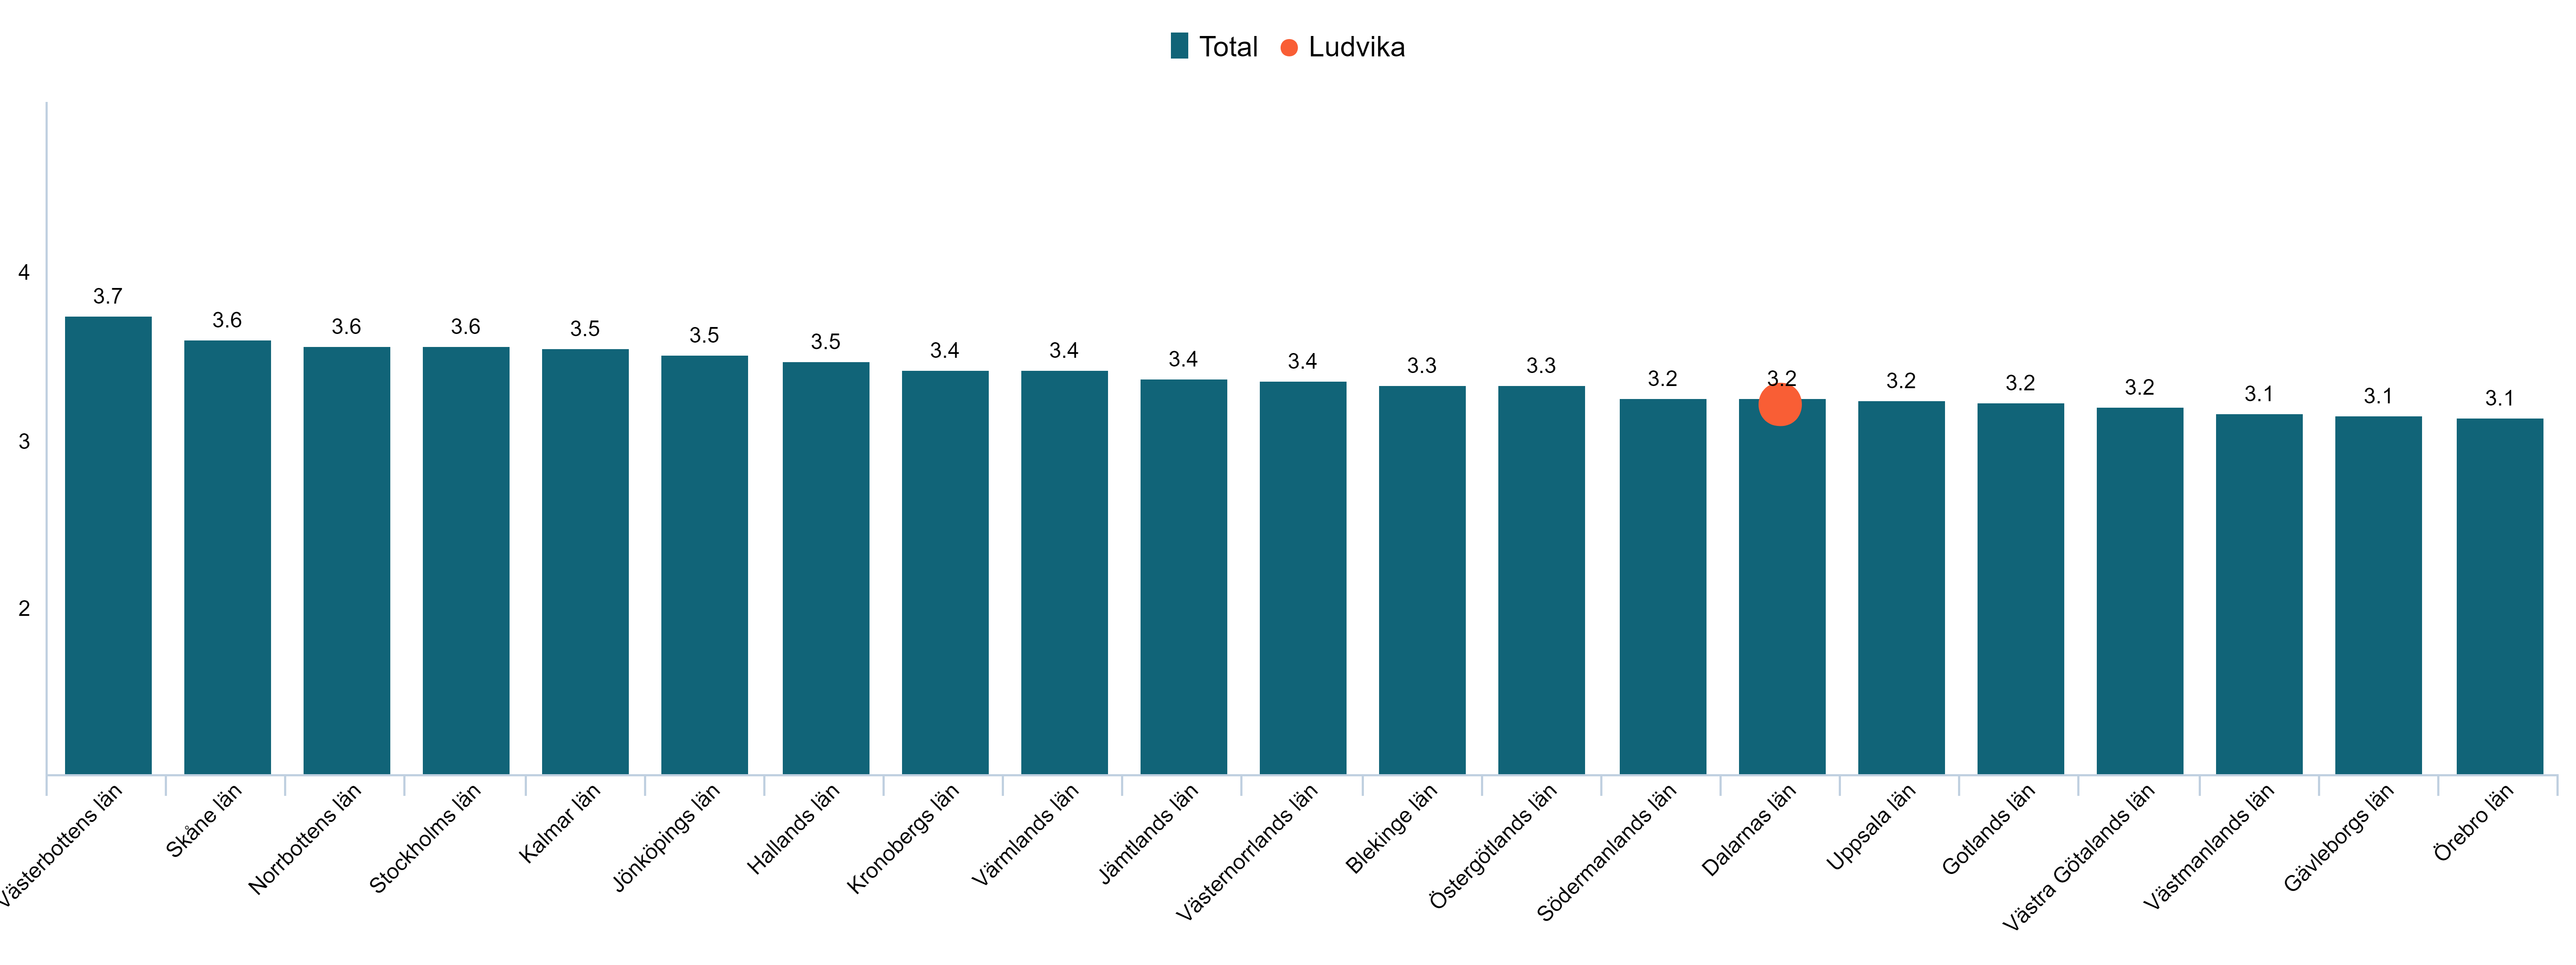 Total Ludvika
4
3
2
3.7 3.6 3.6 3.6 3.5 3.5 3.5 3.4 3.4 3.4 3.4 3.3 3.3 3.2 3.2 3.2 3.2 3.2 3.1 3.1 3.1
Västerbottens län
Skåne län
Norrbottens län
Stockholms län
Kalmar län
Jönköpings län
Hallands län
Kronobergs län
Värmlands län
Jämtlands län
Västernorrlands län
Blekinge län
Östergötlands län
Södermanlands län
Dalarnas län
Uppsala län
Gotlands län
Västra Götalands län
Västmanlands län
Gävleborgs län
Örebro län